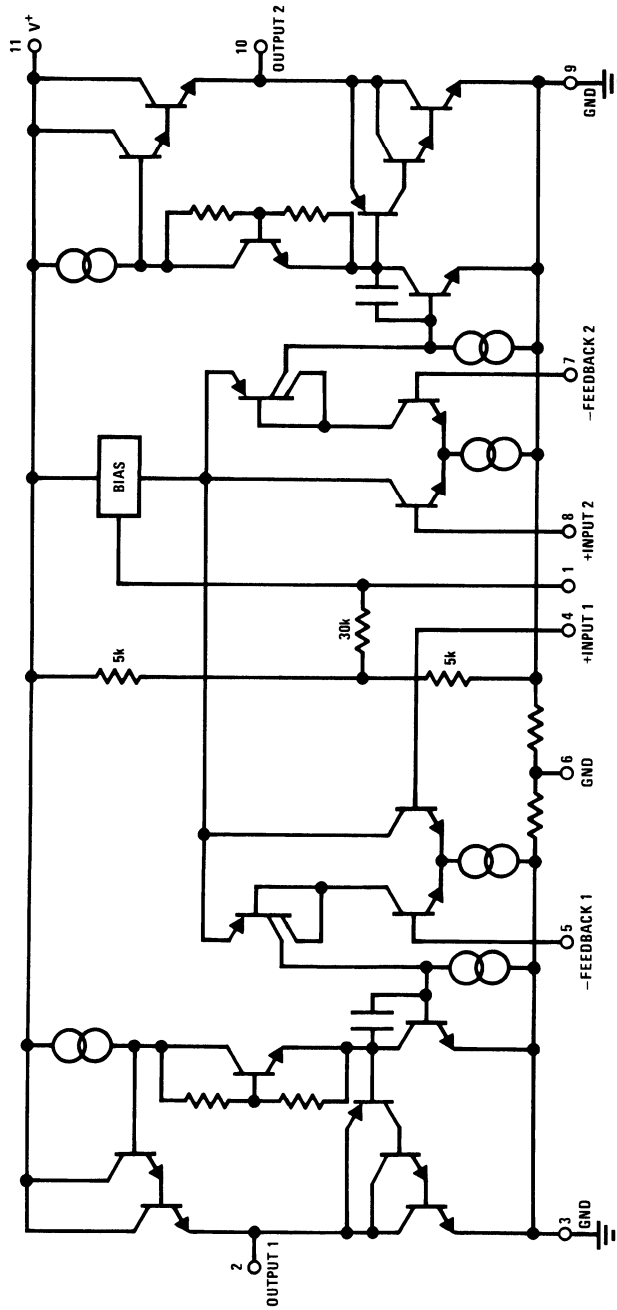 11 V+
10
OUTPUT 2
9
GND
7
–FEEDBACK 2
8
+INPUT 2
1
4
+INPUT 1
BIAS
5k
30k
5k
6
GND
5
–FEEDBACK 1
2
OUTPUT 1
3
GND